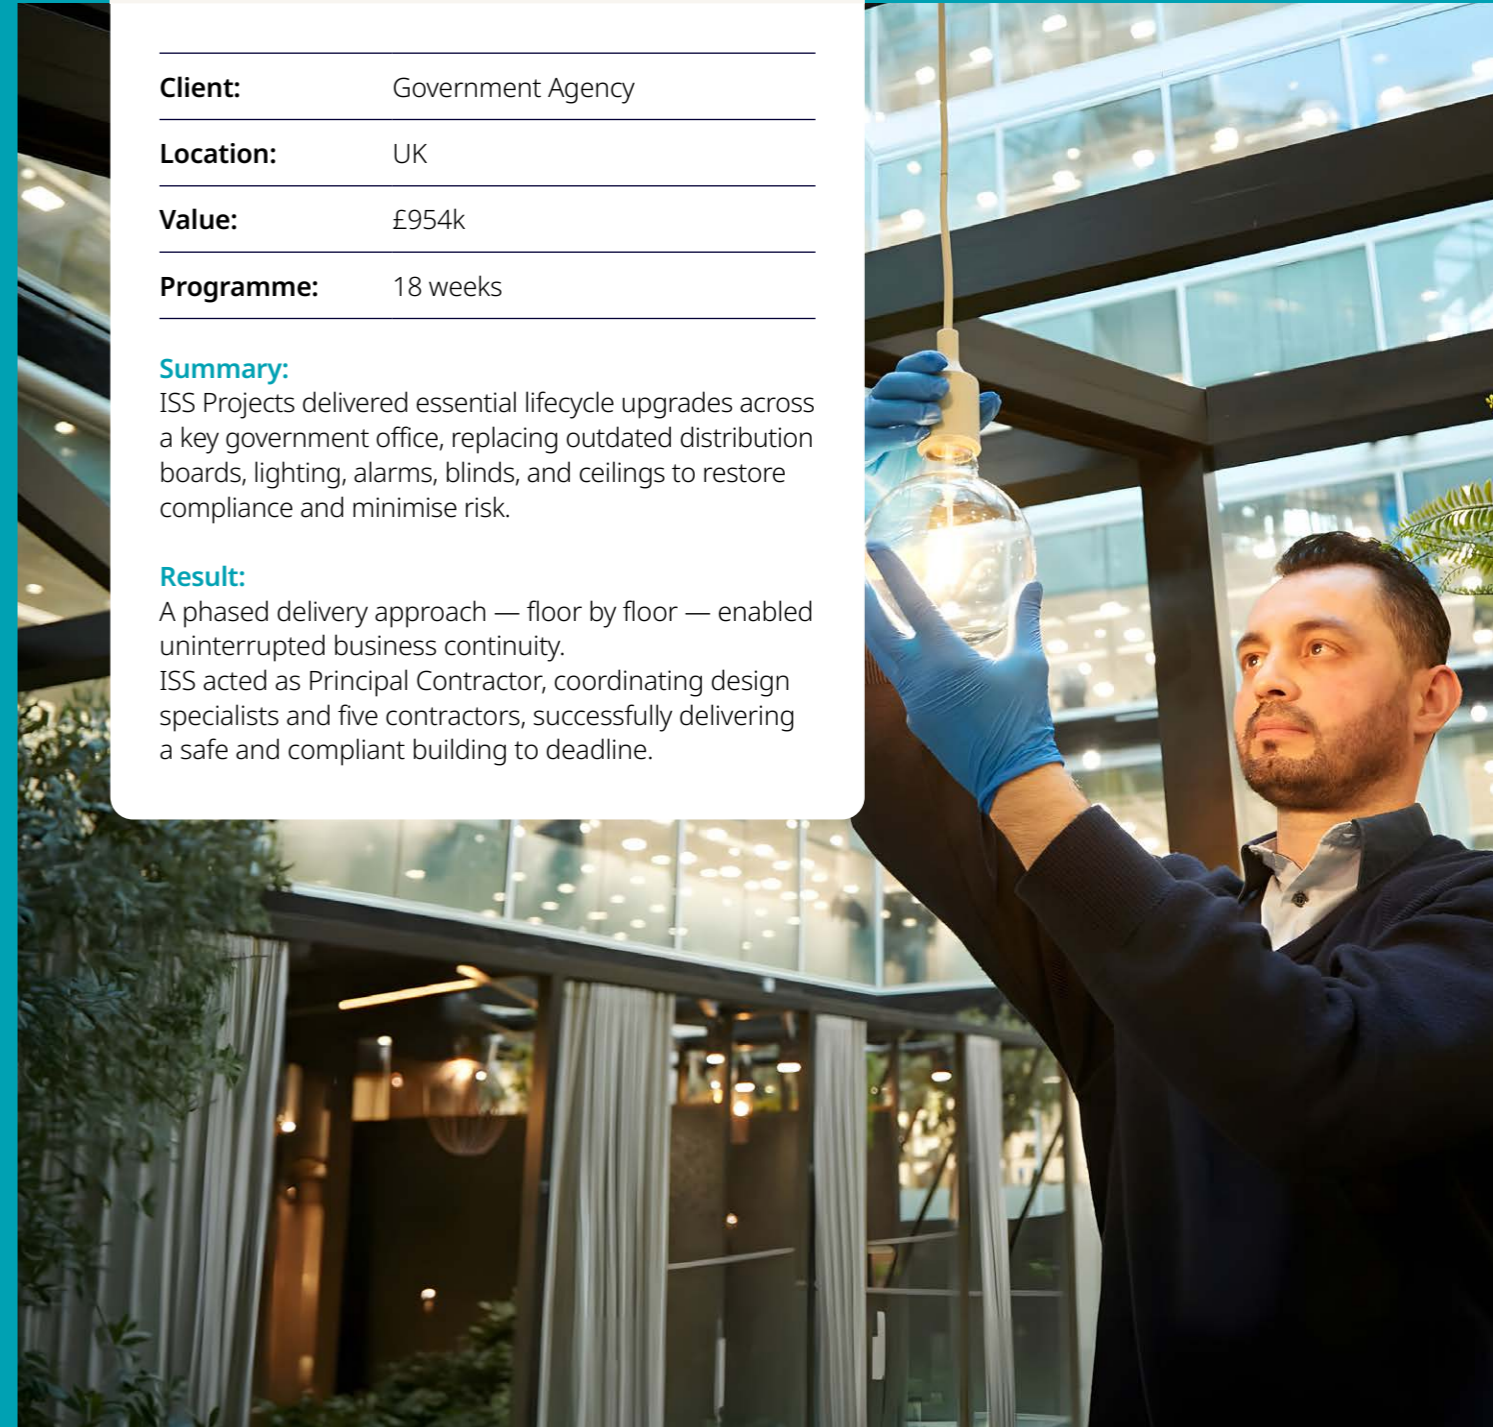 Client: Government Agency
Location: UK
Value: £954k
Programme: 18 weeks
Summary:
ISS Projects delivered essential lifecycle upgrades across
a key government office, replacing outdated distribution
boards, lighting, alarms, blinds, and ceilings to restore
compliance and minimise risk.
Result:
A phased delivery approach — floor by floor — enabled
uninterrupted business continuity.
ISS acted as Principal Contractor, coordinating design
specialists and five contractors, successfully delivering
a safe and compliant building to deadline.